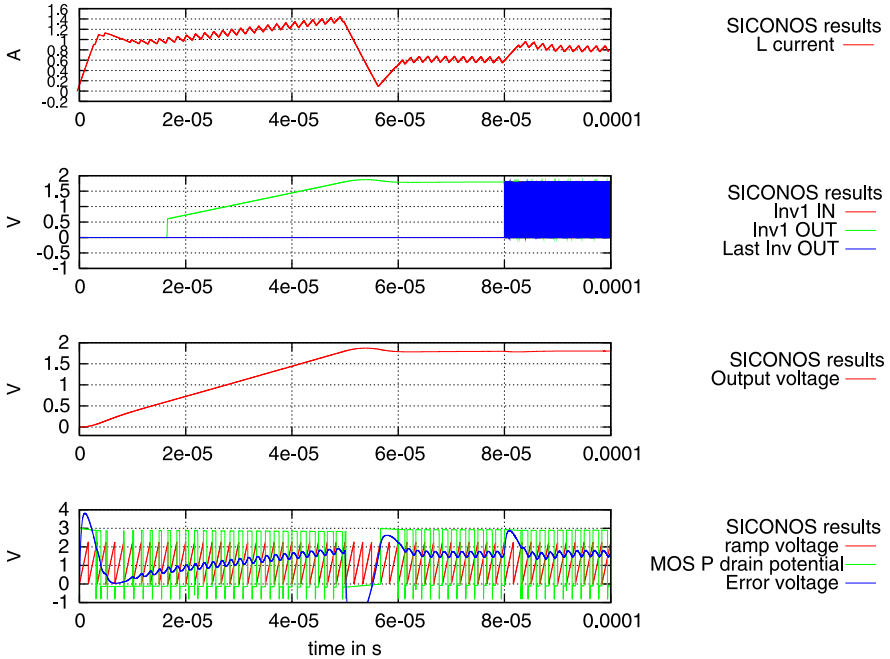 1.6
1.4
1.2
1
0.8
0.6
0.4
0.2
0
-0.2
A
0
2e-05
4e-05
6e-05
8e-05
0.0001
SICONOS results
L current
2
1.5
1
0.5
0
-0.5
-1
V
0
2e-05
4e-05
6e-05
8e-05
0.0001
SICONOS results
Inv1 IN
Inv1 OUT
Last Inv OUT
2
1.5
1
0.5
0
V
0
2e-05
4e-05
6e-05
8e-05
0.0001
SICONOS results
Output voltage
4
3
2
1
0
-1
V
0
2e-05
4e-05
6e-05
8e-05
0.0001
time in s
SICONOS results
ramp voltage
MOS P drain potential
Error voltage